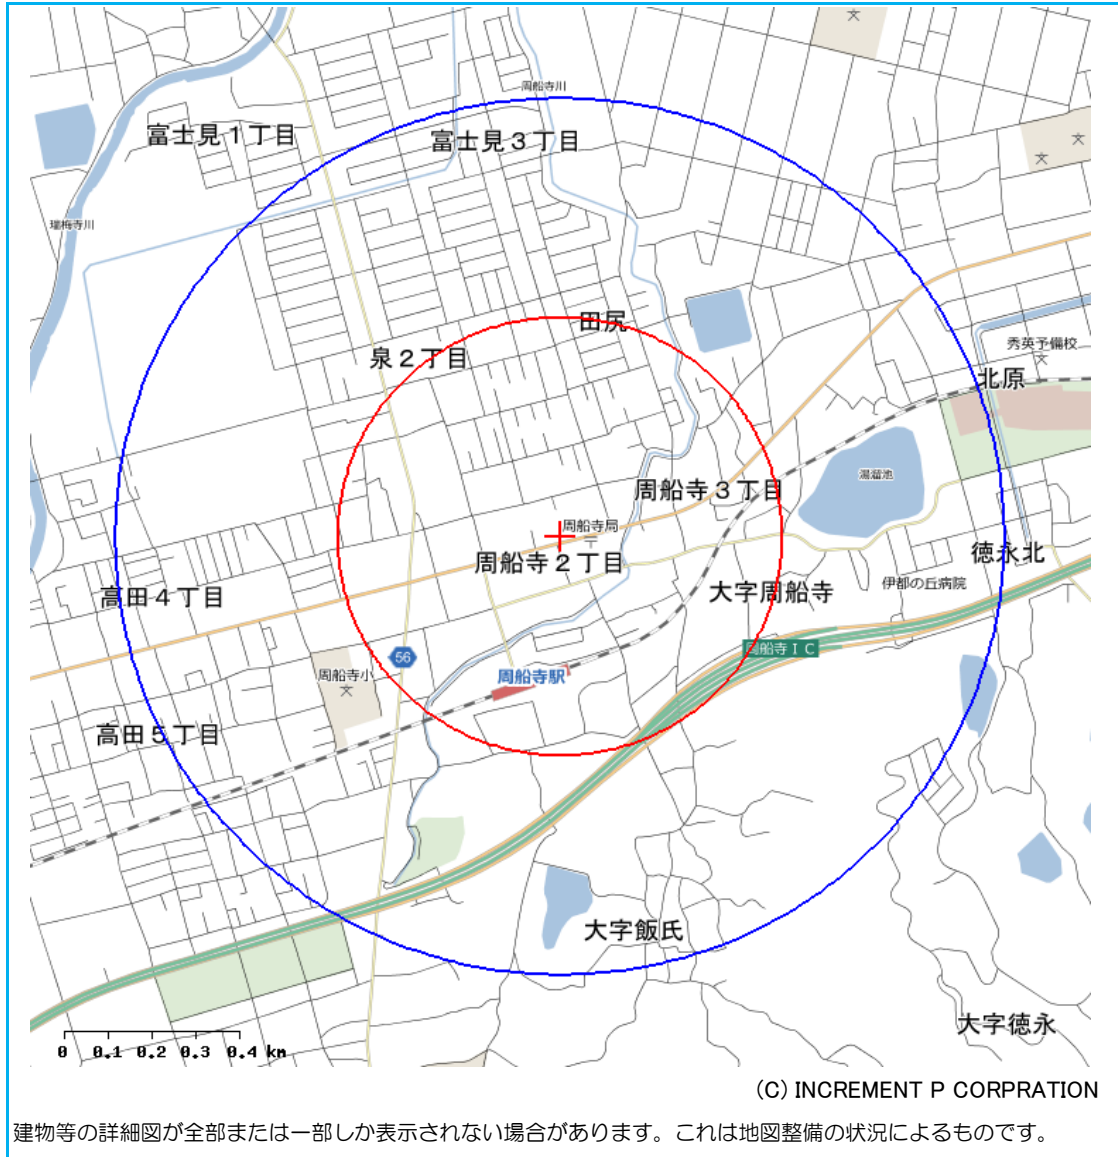 周船寺川
富士見１丁目
富士見３丁目
瑞梅寺川
田尻
秀英予備校
泉２丁目
北原
湯溜池
周船寺３丁目
周船寺局
周船寺２丁目
徳永北
伊都の丘病院
高田４丁目
大字周船寺
周船寺ＩＣ
56
周船寺小
周船寺駅
高田５丁目
大字飯氏
大字徳永
0 0.1 0.2 0.3 0.4 km
(C) INCREMENT P CORPRATION
建物等の詳細図が全部または一部しか表示されない場合があります。これは地図整備の状況によるものです。